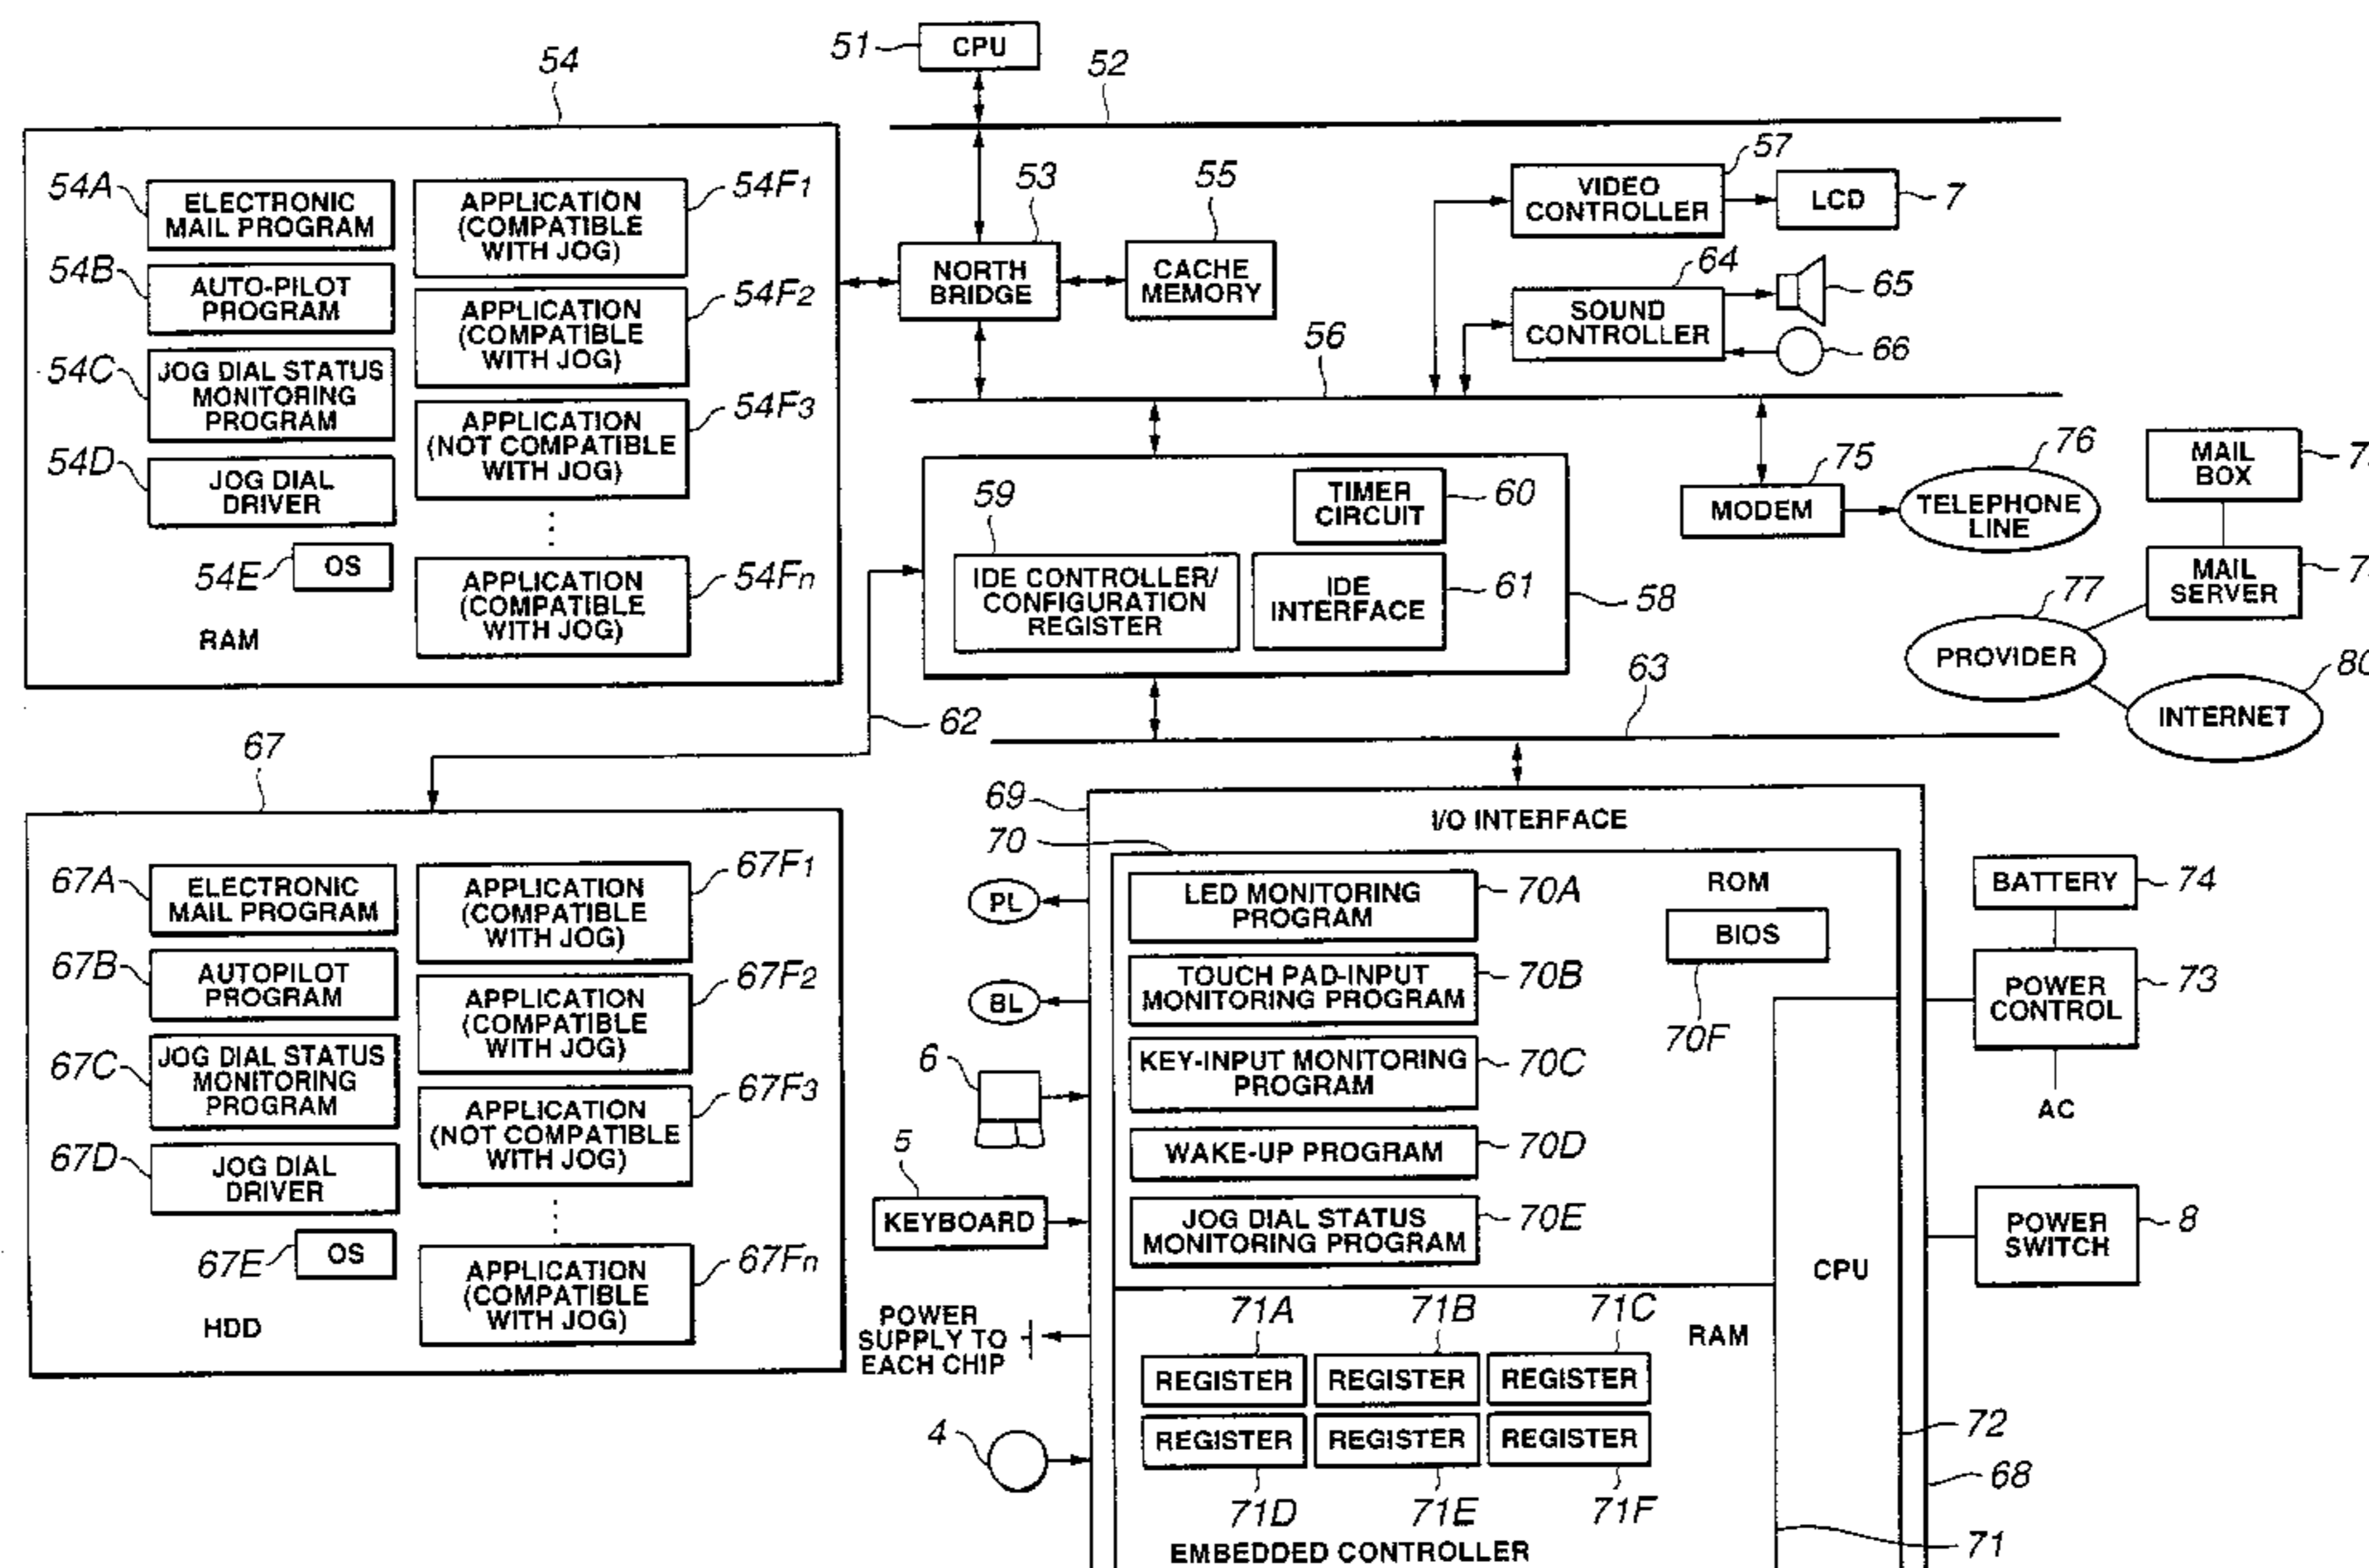 51
CPU
52
54
54A
ELECTRONIC
MAIL PROGRAM
54B
AUTO-PILOT
PROGRAM
54C
JOG DIAL STATUS
MONITORING
PROGRAM
54D
JOG DIAL
DRIVER
54E
OS
RAM
APPLICATION
(COMPATIBLE
WITH JOG)
54F1
APPLICATION
(COMPATIBLE
WITH JOG)
54F2
APPLICATION
(NOT COMPATIBLE
WITH JOG)
54F3
APPLICATION
(COMPATIBLE
WITH JOG)
54Fn
53
NORTH
BRIDGE
55
CACHE
MEMORY
57
VIDEO
CONTROLLER
LCD
7
64
SOUND
CONTROLLER
65
66
56
59
IDE CONTROLLER/
CONFIGURATION
REGISTER
TIMER
CIRCUIT
60
IDE
INTERFACE
61
58
75
MODEM
76
TELEPHONE
LINE
MAIL
BOX
MAIL
SERVER
77
PROVIDER
80
INTERNET
62
63
67
67A
ELECTRONIC
MAIL PROGRAM
67B
AUTOPILOT
PROGRAM
67C
JOG DIAL STATUS
MONITORING
PROGRAM
67D
JOG DIAL
DRIVER
67E
OS
HDD
APPLICATION
(COMPATIBLE
WITH JOG)
67F1
APPLICATION
(COMPATIBLE
WITH JOG)
67F2
APPLICATION
(NOT COMPATIBLE
WITH JOG)
67F3
APPLICATION
(COMPATIBLE
WITH JOG)
67Fn
69
I/O INTERFACE
70
PL
BL
6
5
KEYBOARD
POWER
SUPPLY TO
EACH CHIP
4
LED MONITORING
PROGRAM
70A
TOUCH PAD-INPUT
MONITORING PROGRAM
70B
KEY-INPUT MONITORING
PROGRAM
70C
WAKE-UP PROGRAM
70D
JOG DIAL STATUS
MONITORING PROGRAM
70E
ROM
BIOS
70F
CPU
RAM
71A
71B
71C
REGISTER
REGISTER
REGISTER
REGISTER
REGISTER
REGISTER
71D
71E
71F
EMBEDDED CONTROLLER
BATTERY
74
POWER
CONTROL
73
AC
POWER
SWITCH
8
72
68
71